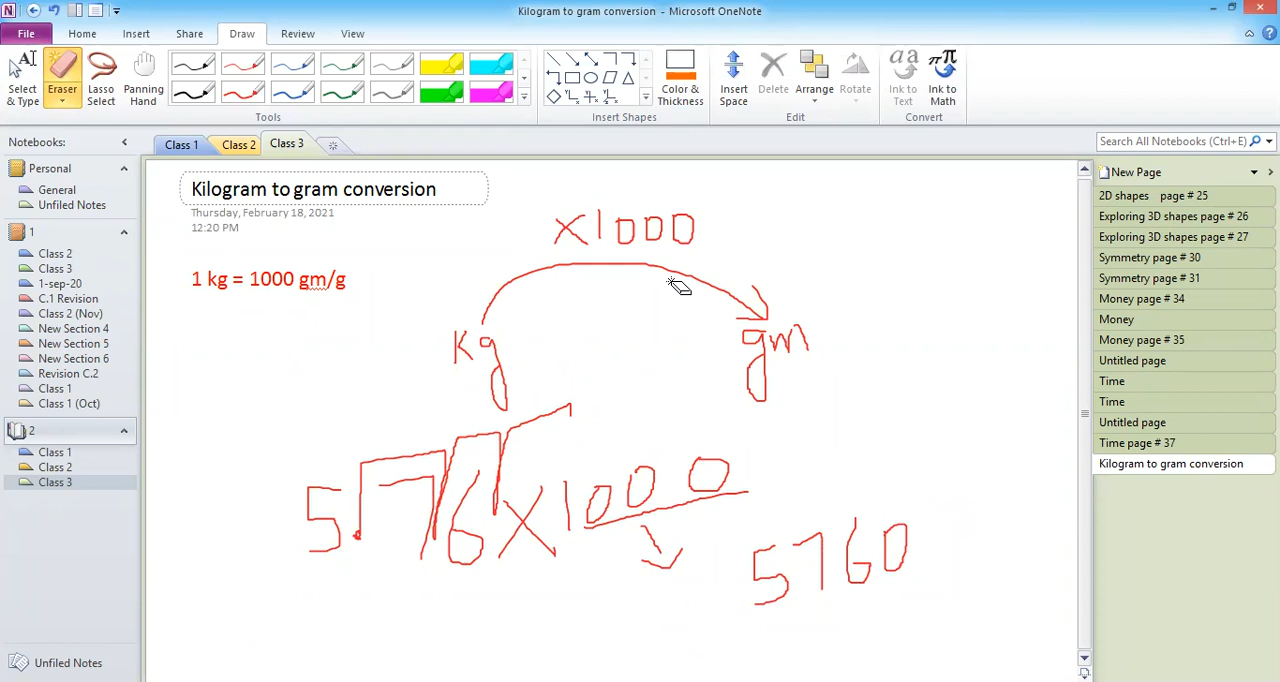 Kilogram to gram conversion - Microsoft OneNote
File Home Insert Share Draw Review View
Select & Type
Eraser
Lasso Select
Panning Hand
Color & Thickness
Insert Space
Delete
Arrange
Rotate
Ink to Text
Ink to Math
Tools
Insert Shapes
Edit
Convert
Notebooks:
Class 1
Class 2
Class 3
Search All Notebooks (Ctrl+E)
Personal
General
Unfiled Notes
1
Class 2
Class 3
1-sep-20
C.1 Revision
Class 2 (Nov)
New Section 4
New Section 5
New Section 6
Revision C.2
Class 1
Class 1 (Oct)
2
Class 1
Class 2
Class 3
Unfiled Notes
Kilogram to gram conversion
Thursday, February 18, 2021
12:20 PM
1 kg = 1000 gm/g
X1000
Kg gm
5.76X1000
5760
New Page
2D shapes page # 25
Exploring 3D shapes page # 26
Exploring 3D shapes page # 27
Symmetry page # 30
Symmetry page # 31
Money page # 34
Money
Money page # 35
Untitled page
Time
Time
Untitled page
Time page # 37
Kilogram to gram conversion